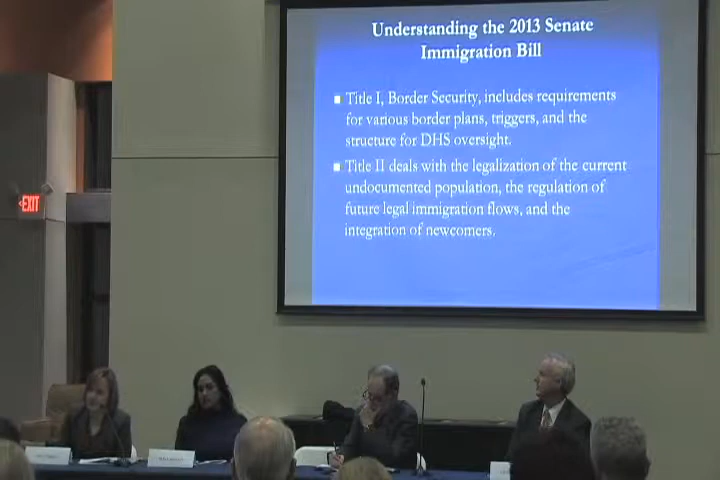 Understanding the 2013 Senate
Immigration Bill
Title I, Border Security, includes requirements
for various border plans, triggers, and the
structure for DHS oversight.
Title II deals with the legalization of the current
undocumented population, the regulation of
future legal immigration flows, and the
integration of newcomers.
EXIT